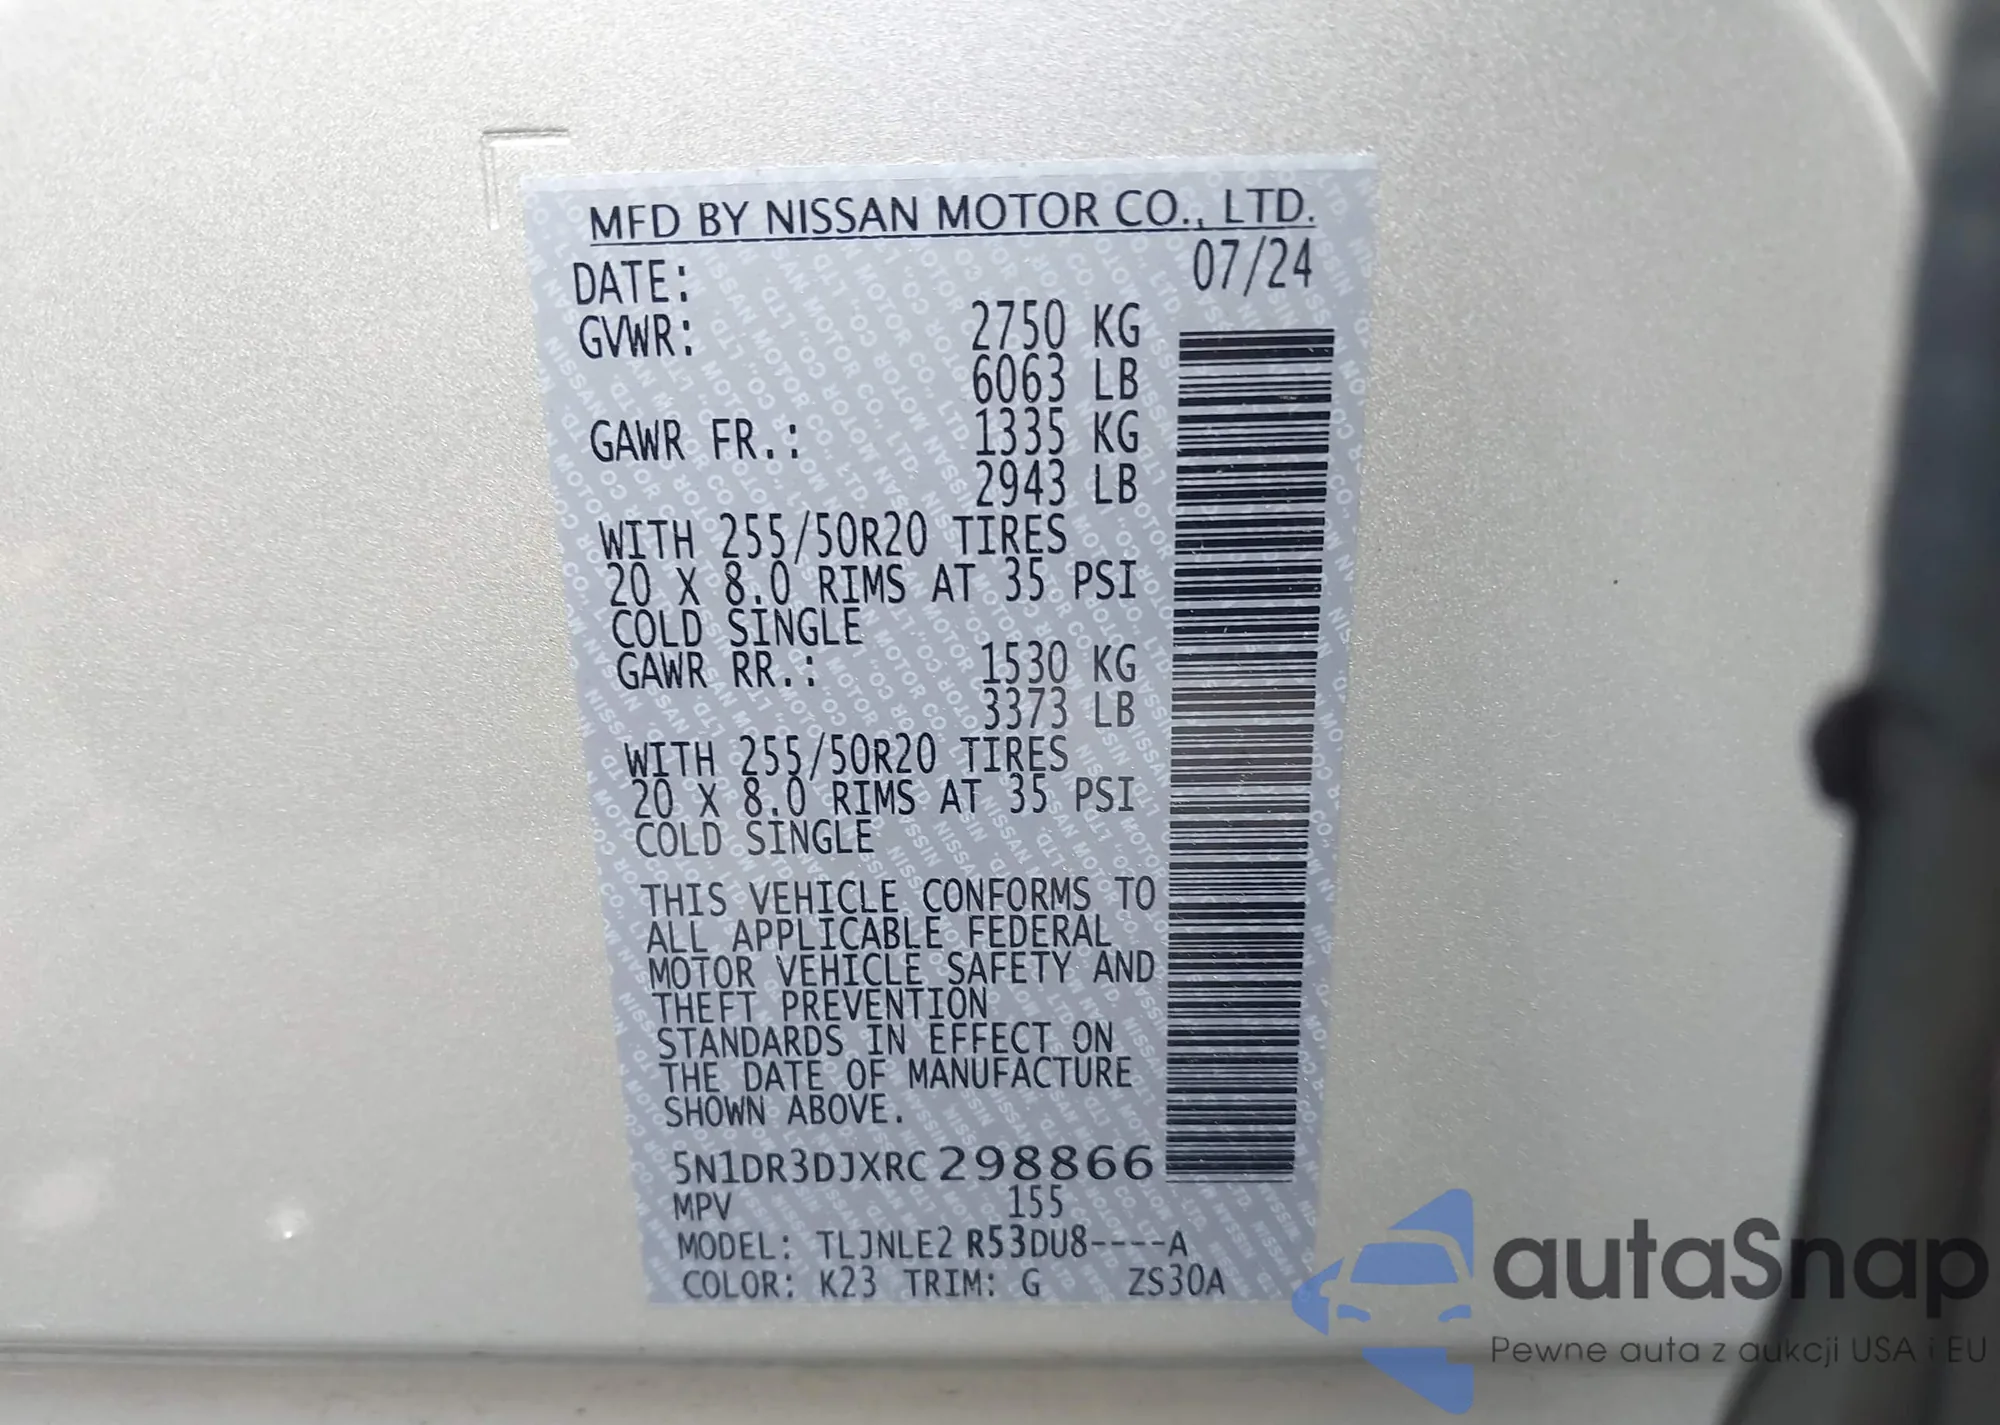 MFD BY NISSAN MOTOR CO., LTD.
DATE: 07/24
GVWR: 2750 KG
6063 LB
GAWR FR.: 1335 KG
2943 LB
WITH 255/50R20 TIRES
20 X 8.0 RIMS AT 35 PSI
COLD SINGLE
GAWR RR.: 1530 KG
3373 LB
WITH 255/50R20 TIRES
20 X 8.0 RIMS AT 35 PSI
COLD SINGLE
THIS VEHICLE CONFORMS TO
ALL APPLICABLE FEDERAL
MOTOR VEHICLE SAFETY AND
THEFT PREVENTION
STANDARDS IN EFFECT ON
THE DATE OF MANUFACTURE
SHOWN ABOVE.
5N1DR3DJXRC298866
MPV 155
MODEL: TLJNLE2 R53DU8----A
COLOR: K23 TRIM: G ZS30A
autaSnap
Pewne auta z aukcji USA i EU